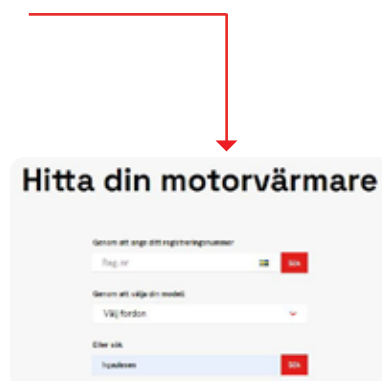 Hitta din motorvärmare
Genom att ange ditt registreringsnummer
Reg.nr
Sök
Genom att välja din modell
Välj fordon
Eller sök
Sök